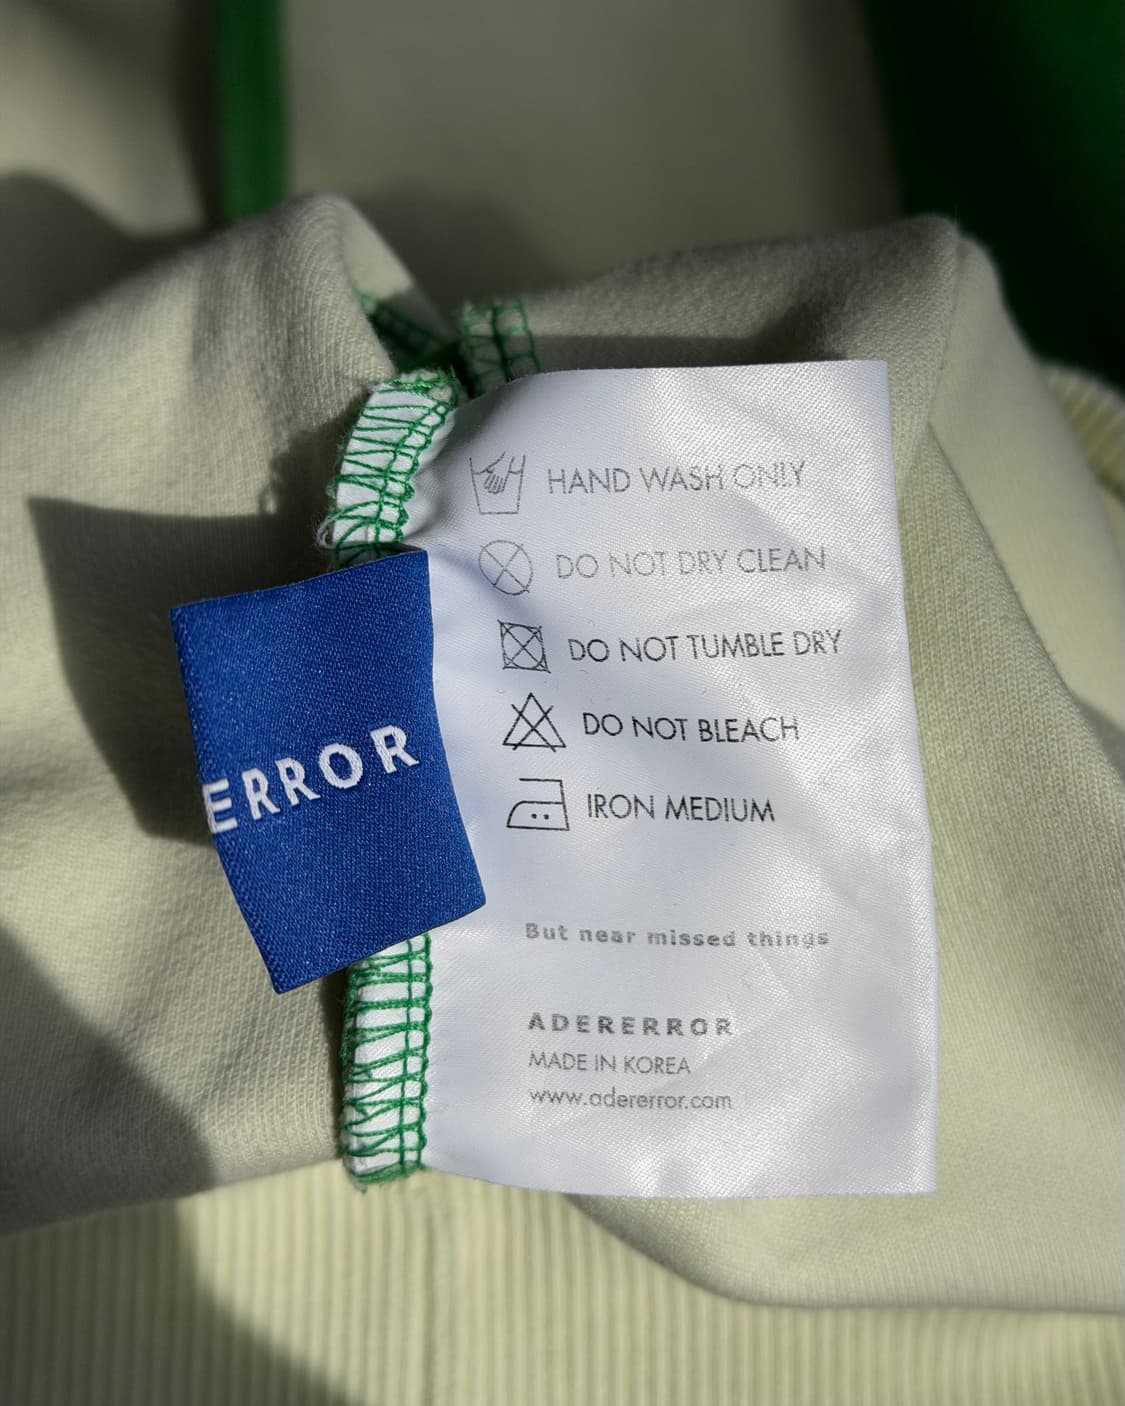 HAND WASH ONLY
DO NOT DRY CLEAN
DO NOT TUMBLE DRY
DO NOT BLEACH
IRON MEDIUM
ERROR
But near missed things
ADERERROR
MADE IN KOREA
www.adererror.com